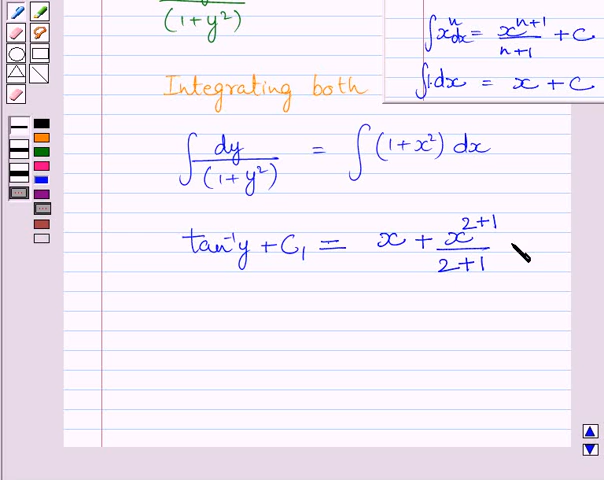 (1+y²)
∫xⁿdx = xⁿ⁺¹/n+1 + C
∫1·dx = x + C
Integrating both
∫ dy/(1+y²) = ∫ (1+x²) dx
tan⁻¹y + C₁ = x + x²⁺¹/2+1